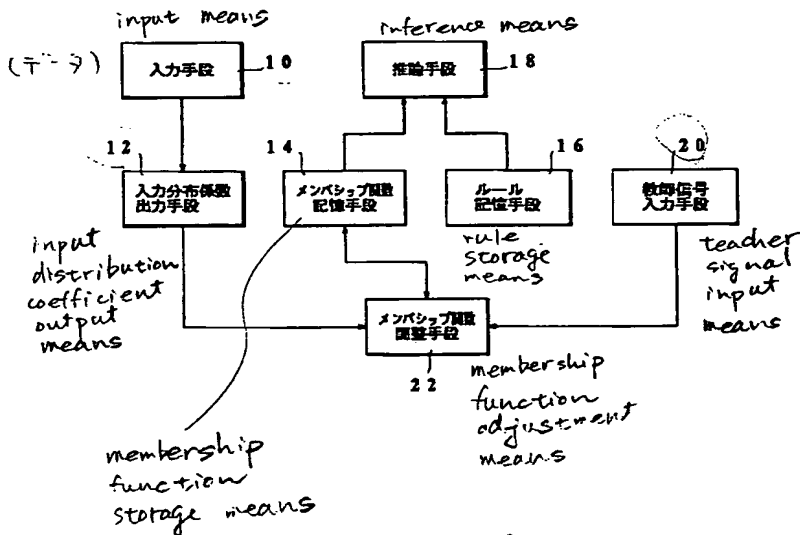 input means
inference means
(データ)
入力手段
10
推論手段
18
12
14
16
20
入力分布係数
出力手段
メンバシップ関数
記憶手段
ルール
記憶手段
教師信号
入力手段
input
distribution
coefficient
output
means
rule
storage
means
teacher
signal
input
means
メンバシップ関数
調整手段
22
membership
function
adjustment
means
membership
function
storage means